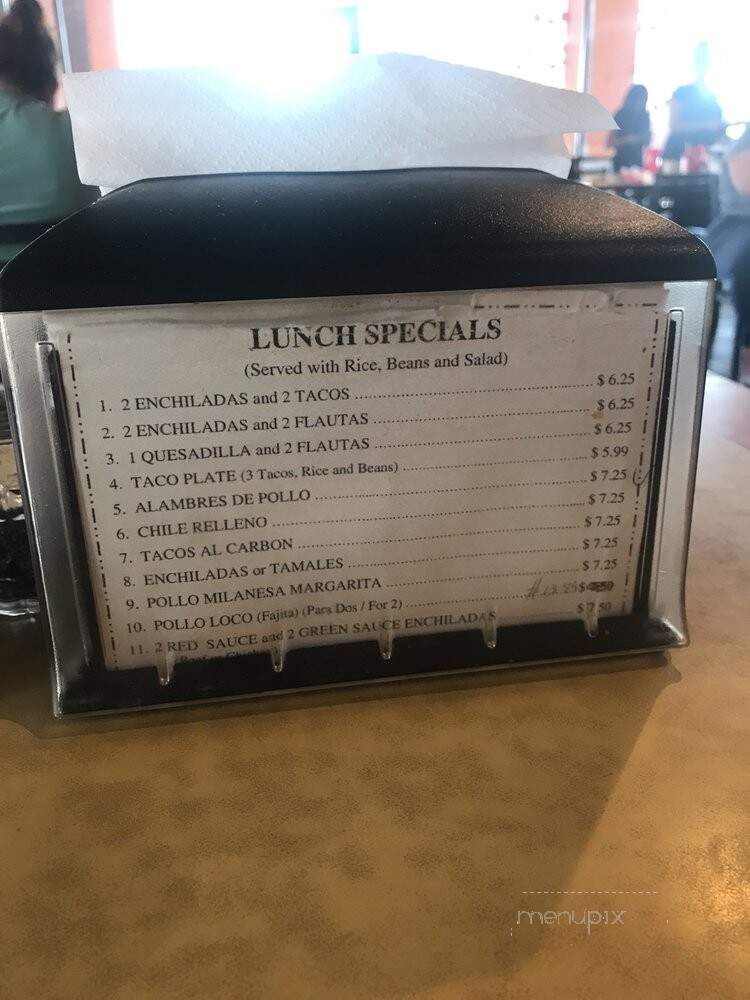 LUNCH SPECIALS
(Served with Rice, Beans and Salad)
1. 2 ENCHILADAS and 2 TACOS $ 6.25
2. 2 ENCHILADAS and 2 FLAUTAS $ 6.25
3. 1 QUESADILLA and 2 FLAUTAS $ 6.25
4. TACO PLATE (3 Tacos, Rice and Beans) $ 5.99
5. ALAMBRES DE POLLO $ 7.25
6. CHILE RELLENO $ 7.25
7. TACOS AL CARBON $ 7.25
8. ENCHILADAS or TAMALES $ 7.25
9. POLLO MILANESA MARGARITA $ 7.25
10. POLLO LOCO (Fajita) (Para Dos / For 2)
11. 2 RED SAUCE and 2 GREEN SAUCE ENCHILADAS $ 7.50
menupix